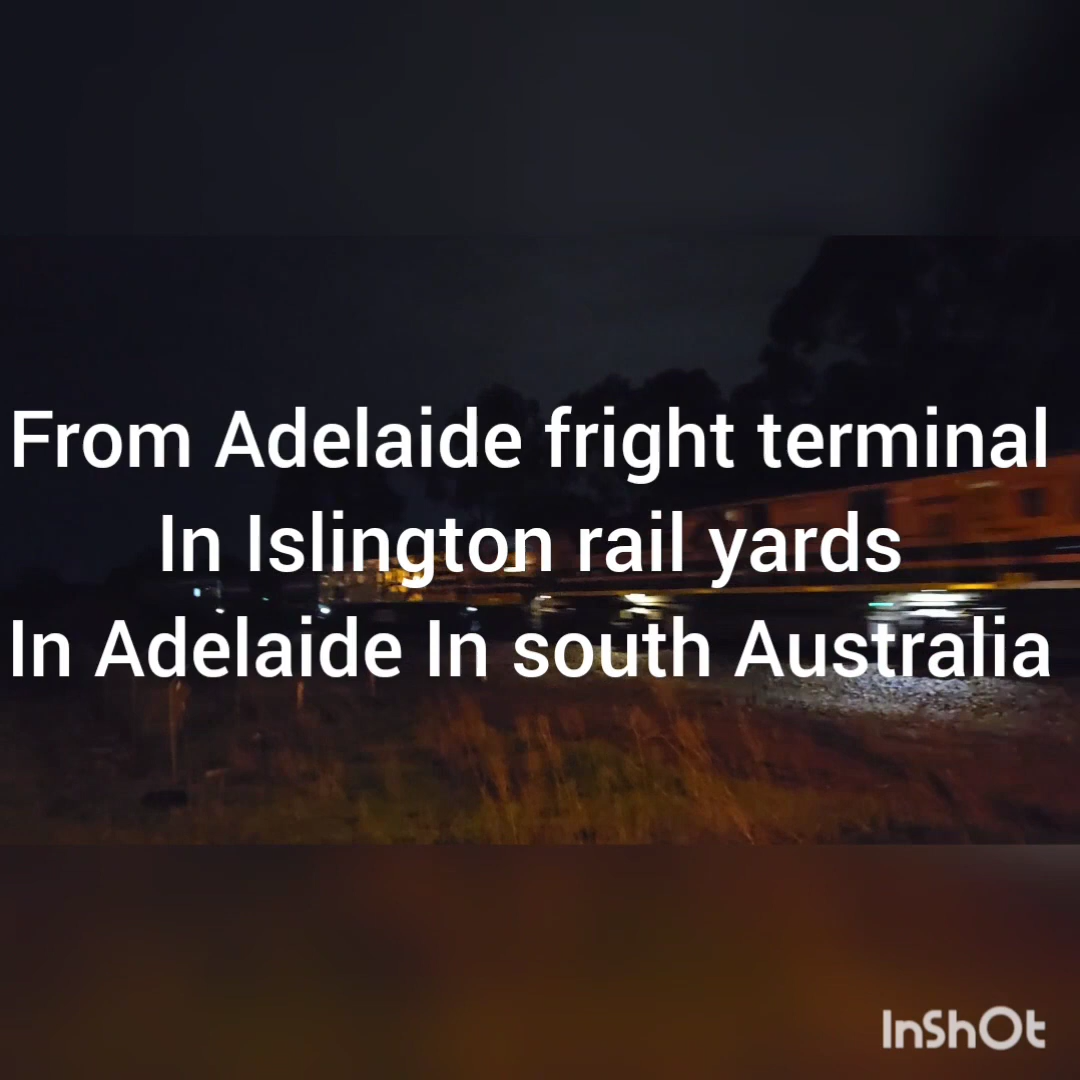 From Adelaide fright terminal
In Islington rail yards
In Adelaide In south Australia
InShOt